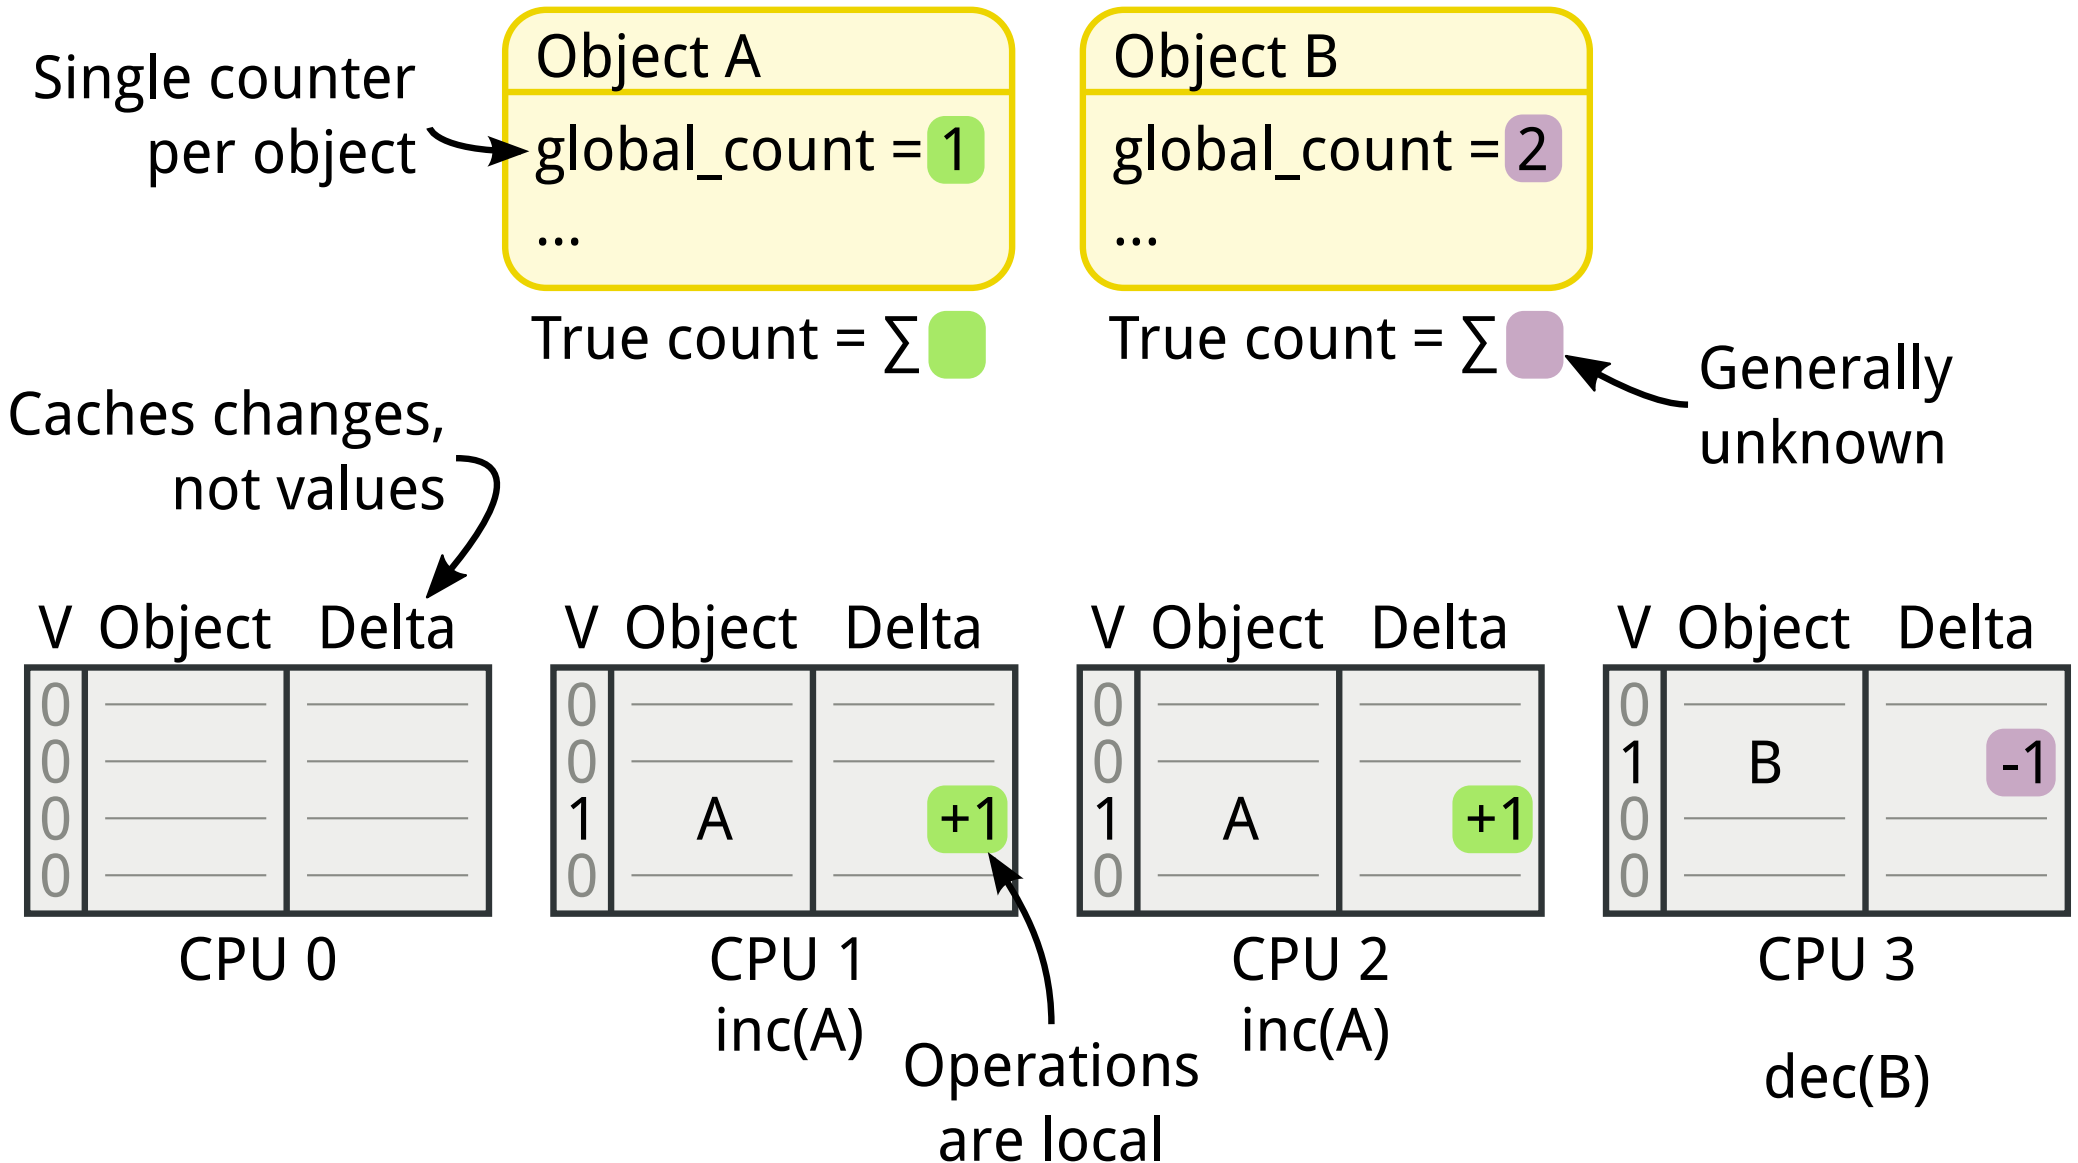 Single counter
per object
Object A
global_count = 1
...
True count = ∑
Object B
global_count = 2
...
True count = ∑
Generally
unknown
Caches changes,
not values
V Object Delta
0
0
0
0
CPU 0
V Object Delta
0
0
1 A +1
0
CPU 1
inc(A)
Operations
are local
V Object Delta
0
0
1 A +1
0
CPU 2
inc(A)
V Object Delta
0
1 B -1
0
0
CPU 3
dec(B)